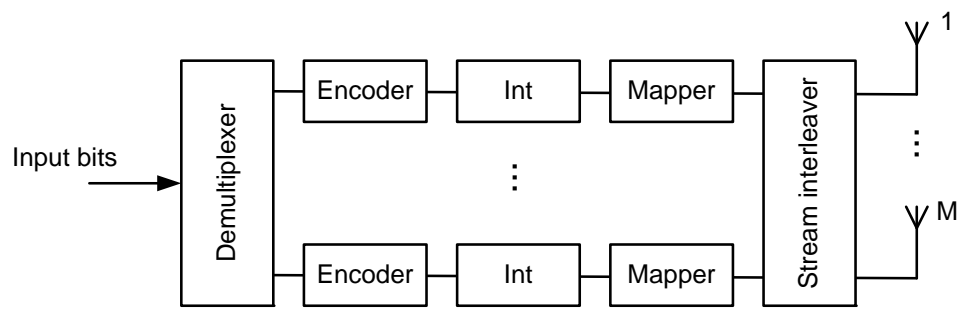 1
Encoder Int Mapper
Input bits
Demultiplexer
Stream interleaver
...
...
M
Encoder Int Mapper